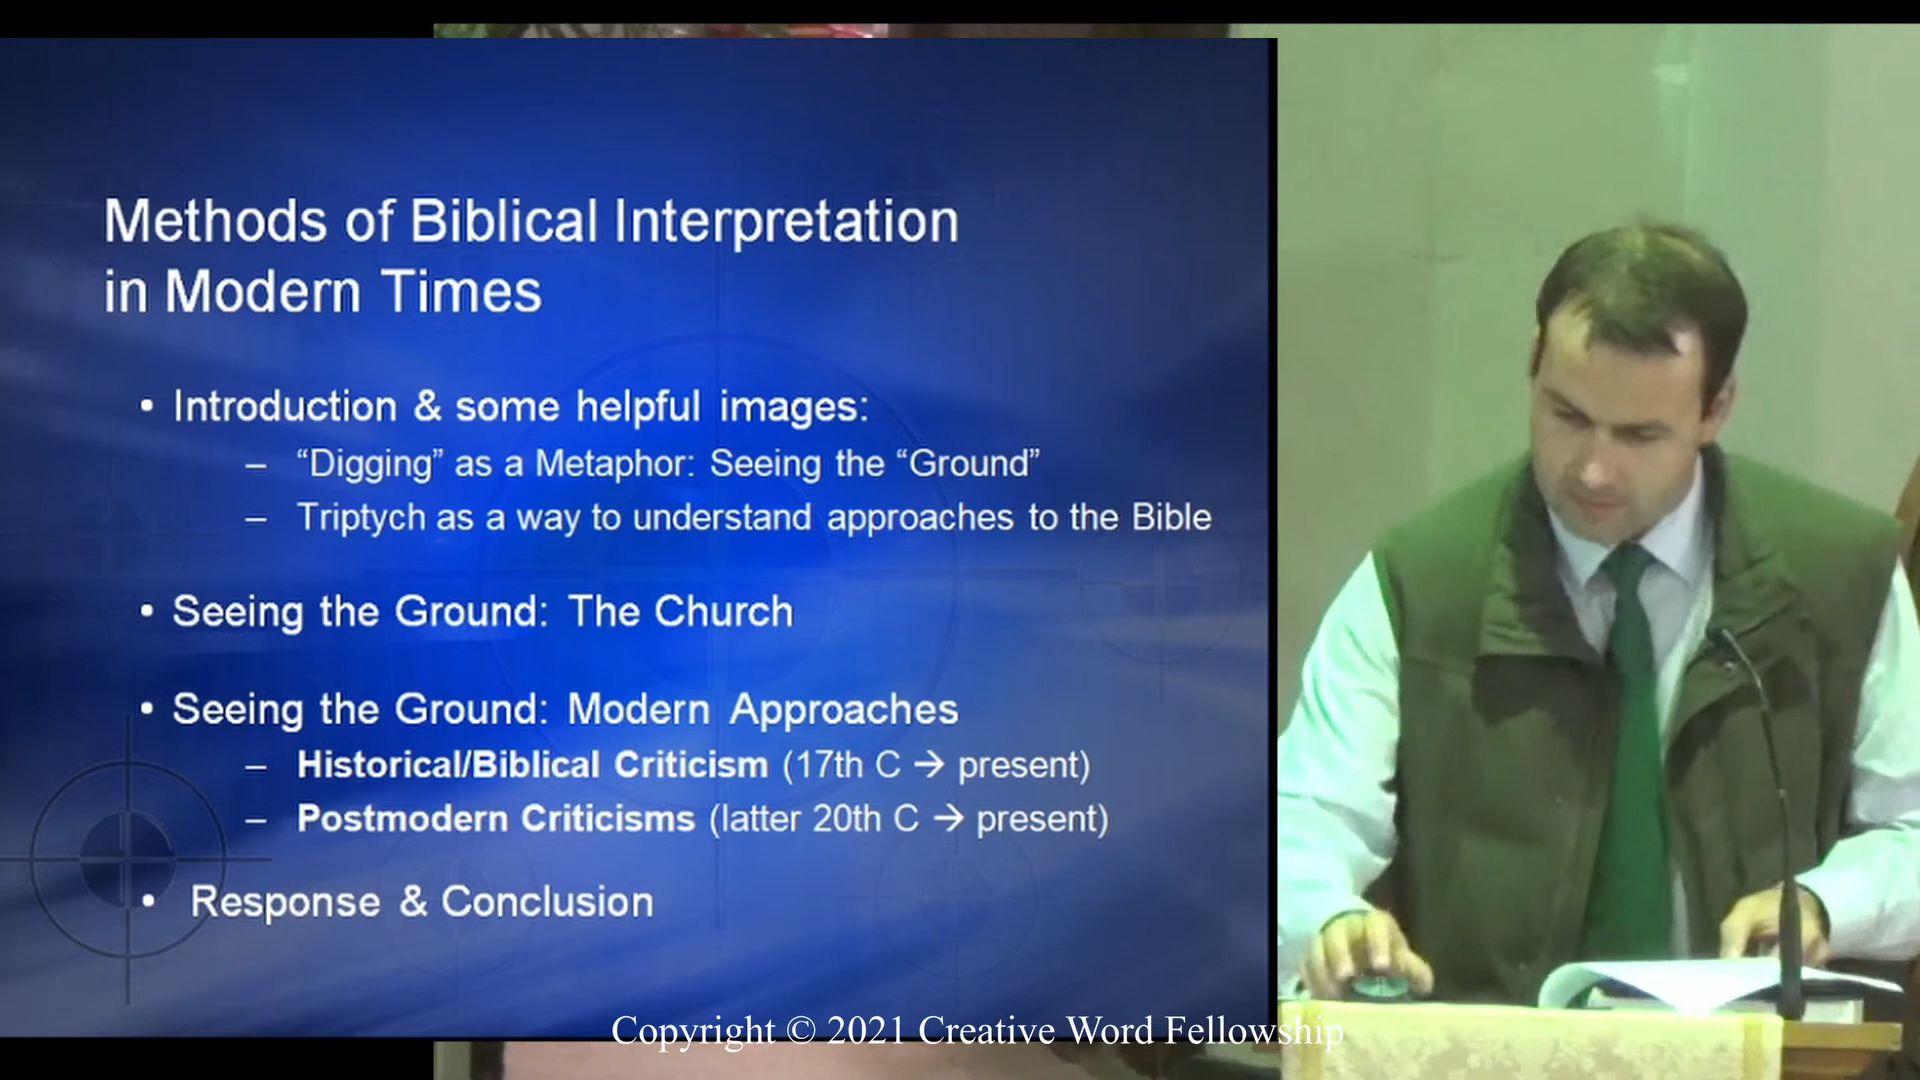 Methods of Biblical Interpretation
in Modern Times
• Introduction & some helpful images:
– “Digging” as a Metaphor: Seeing the “Ground”
– Triptych as a way to understand approaches to the Bible
• Seeing the Ground: The Church
• Seeing the Ground: Modern Approaches
– Historical/Biblical Criticism (17th C → present)
– Postmodern Criticisms (latter 20th C → present)
• Response & Conclusion
Copyright © 2021 Creative Word Fellowship